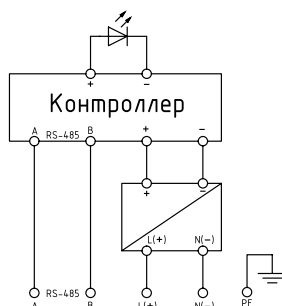 + −
Контроллер
A RS-485 B + −
+ −
L(+) N(−)
A RS-485 B L(+) N(−) PE